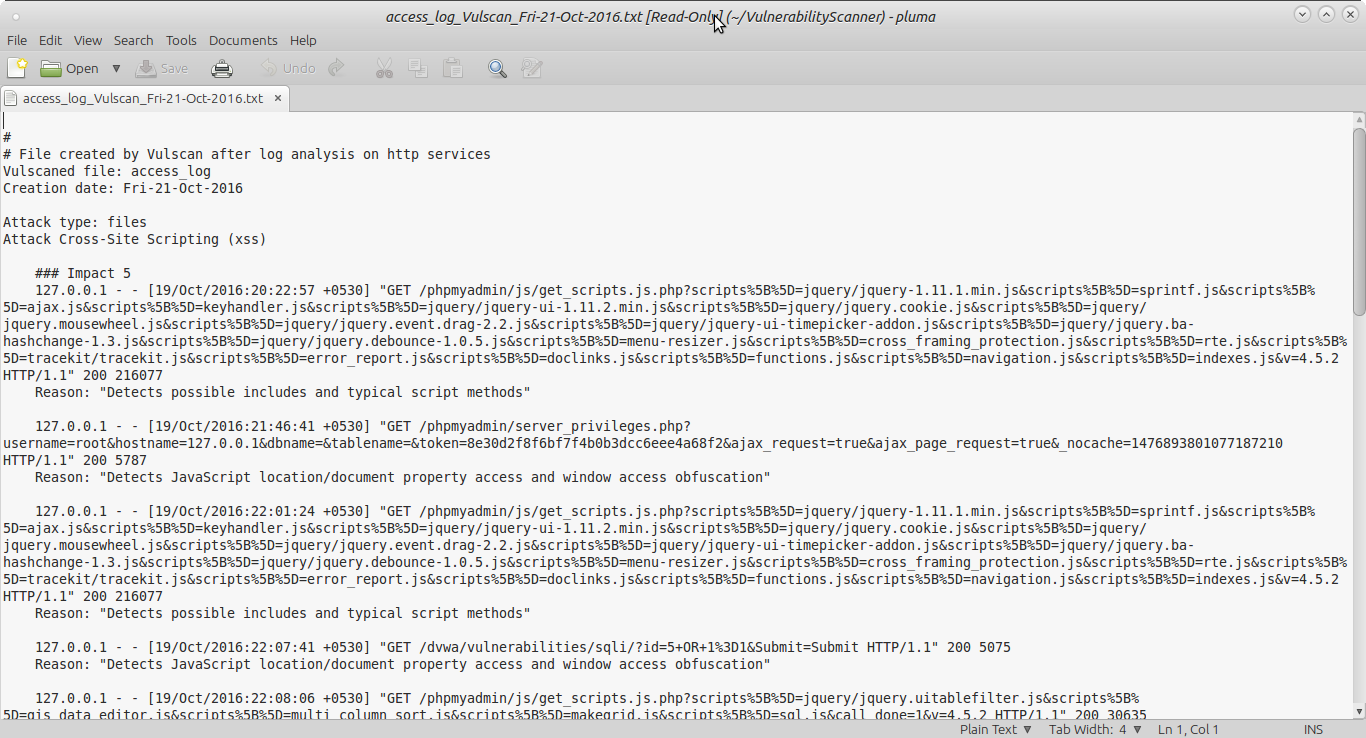 access_log_Vulscan_Fri-21-Oct-2016.txt [Read-Only] (~/VulnerabilityScanner) - pluma
File Edit View Search Tools Documents Help
Open Save Undo
access_log_Vulscan_Fri-21-Oct-2016.txt ×
#
# File created by Vulscan after log analysis on http services
Vulscaned file: access_log
Creation date: Fri-21-Oct-2016
Attack type: files
Attack Cross-Site Scripting (xss)
### Impact 5
127.0.0.1 - - [19/Oct/2016:20:22:57 +0530] "GET /phpmyadmin/js/get_scripts.js.php?scripts%5B%5D=jquery/jquery-1.11.1.min.js&scripts%5B%5D=sprintf.js&scripts%5B%
5D=ajax.js&scripts%5B%5D=keyhandler.js&scripts%5B%5D=jquery/jquery-ui-1.11.2.min.js&scripts%5B%5D=jquery/jquery.cookie.js&scripts%5B%5D=jquery/
jquery.mousewheel.js&scripts%5B%5D=jquery/jquery.event.drag-2.2.js&scripts%5B%5D=jquery/jquery-ui-timepicker-addon.js&scripts%5B%5D=jquery/jquery.ba-
hashchange-1.3.js&scripts%5B%5D=jquery/jquery.debounce-1.0.5.js&scripts%5B%5D=menu-resizer.js&scripts%5B%5D=cross_framing_protection.js&scripts%5B%5D=rte.js&scripts%5B%
5D=tracekit/tracekit.js&scripts%5B%5D=error_report.js&scripts%5B%5D=doclinks.js&scripts%5B%5D=functions.js&scripts%5B%5D=navigation.js&scripts%5B%5D=indexes.js&v=4.5.2
HTTP/1.1" 200 216077
Reason: "Detects possible includes and typical script methods"
127.0.0.1 - - [19/Oct/2016:21:46:41 +0530] "GET /phpmyadmin/server_privileges.php?
username=root&hostname=127.0.0.1&dbname=&tablename=&token=8e30d2f8f6bf7f4b0b3dcc6eee4a68f2&ajax_request=true&ajax_page_request=true&_nocache=1476893801077187210
HTTP/1.1" 200 5787
Reason: "Detects JavaScript location/document property access and window access obfuscation"
127.0.0.1 - - [19/Oct/2016:22:01:24 +0530] "GET /phpmyadmin/js/get_scripts.js.php?scripts%5B%5D=jquery/jquery-1.11.1.min.js&scripts%5B%5D=sprintf.js&scripts%5B%
5D=ajax.js&scripts%5B%5D=keyhandler.js&scripts%5B%5D=jquery/jquery-ui-1.11.2.min.js&scripts%5B%5D=jquery/jquery.cookie.js&scripts%5B%5D=jquery/
jquery.mousewheel.js&scripts%5B%5D=jquery/jquery.event.drag-2.2.js&scripts%5B%5D=jquery/jquery-ui-timepicker-addon.js&scripts%5B%5D=jquery/jquery.ba-
hashchange-1.3.js&scripts%5B%5D=jquery/jquery.debounce-1.0.5.js&scripts%5B%5D=menu-resizer.js&scripts%5B%5D=cross_framing_protection.js&scripts%5B%5D=rte.js&scripts%5B%
5D=tracekit/tracekit.js&scripts%5B%5D=error_report.js&scripts%5B%5D=doclinks.js&scripts%5B%5D=functions.js&scripts%5B%5D=navigation.js&scripts%5B%5D=indexes.js&v=4.5.2
HTTP/1.1" 200 216077
Reason: "Detects possible includes and typical script methods"
127.0.0.1 - - [19/Oct/2016:22:07:41 +0530] "GET /dvwa/vulnerabilities/sqli/?id=5+OR+1%3D1&Submit=Submit HTTP/1.1" 200 5075
Reason: "Detects JavaScript location/document property access and window access obfuscation"
127.0.0.1 - - [19/Oct/2016:22:08:06 +0530] "GET /phpmyadmin/js/get_scripts.js.php?scripts%5B%5D=jquery/jquery.uitablefilter.js&scripts%5B%
5D=gis_data_editor.js&scripts%5B%5D=multi_column_sort.js&scripts%5B%5D=makegrid.js&scripts%5B%5D=sql.js&call_done=1&v=4.5.2 HTTP/1.1" 200 30635
Plain Text Tab Width: 4 Ln 1, Col 1 INS